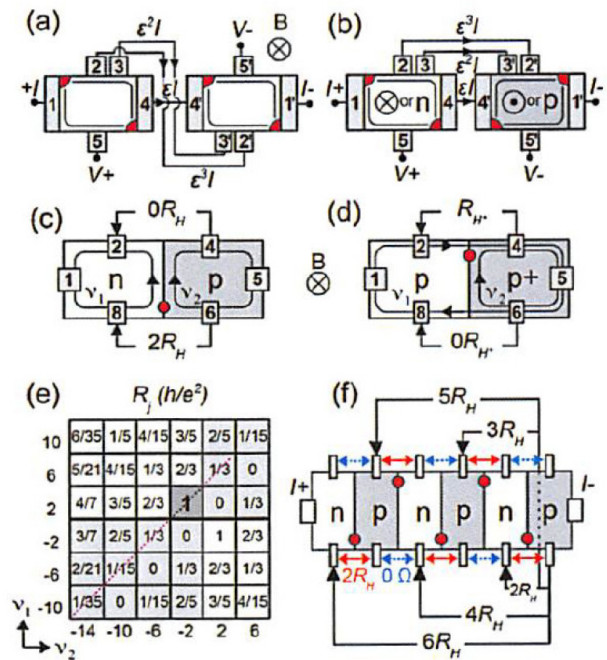 (a)
ε²I
V-
B
2 3
5'
+I
1
4
εI
4'
1'
I-
5
3' 2'
V+
ε³I
(b)
ε³I
2 3
3' 2'
ε²I
I+
1
or n
4
εI
4'
or p
1'
I-
5
5'
V+
V-
(c)
0R_H
2
4
1
n
p
5
ν₁
ν₂
8
6
2R_H
B
(d)
R_H*
2
4
1
p
p+
5
ν₁
ν₂
8
6
0R_H*
(e)
R_j (h/e²)
10 6/35 1/5 4/15 3/5 2/5 1/15
6 5/21 4/15 1/3 2/3 1/3 0
2 4/7 3/5 2/3 1 0 1/3
-2 3/7 2/5 1/3 0 1 2/3
-6 2/21 1/15 0 1/3 2/3 1/3
-10 1/35 0 1/15 2/5 3/5 4/15
ν₁
ν₂
-14 -10 -6 -2 2 6
(f)
5R_H
3R_H
I+
n p n p n p
I-
2R_H 0 Ω
2R_H
4R_H
6R_H